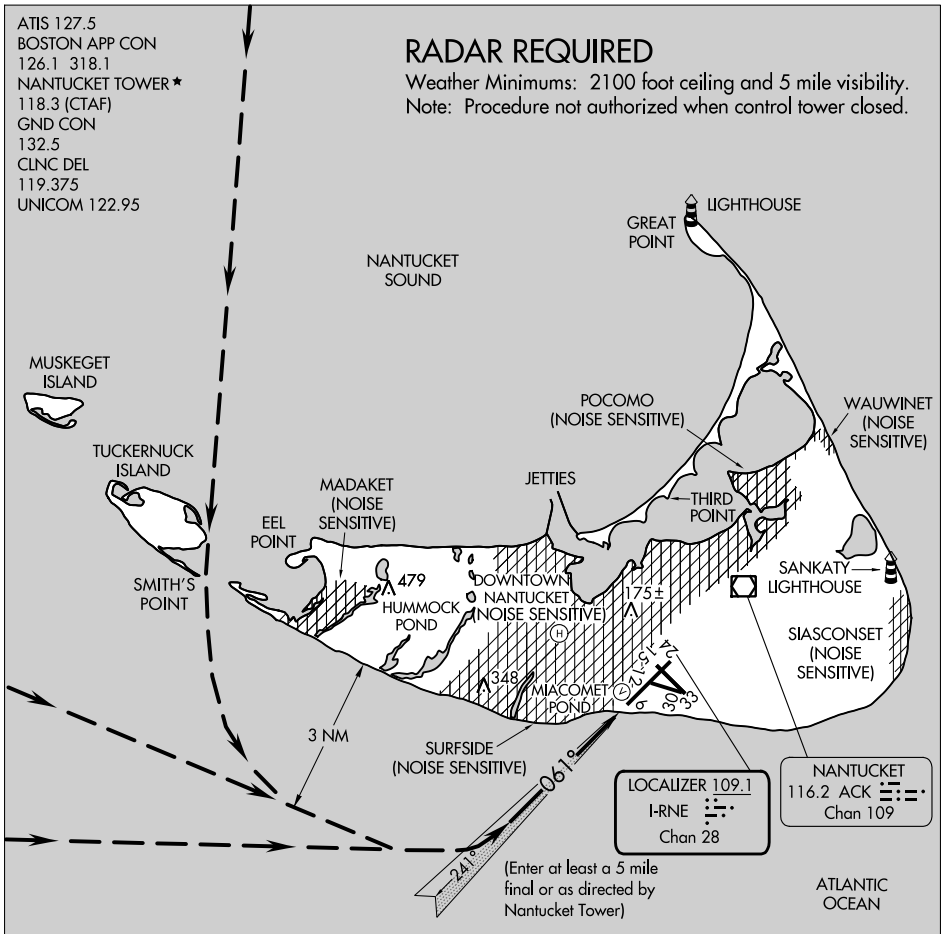 ATIS 127.5
BOSTON APP CON
126.1 318.1
NANTUCKET TOWER★
118.3 (CTAF)
GND CON
132.5
CLNC DEL
119.375
UNICOM 122.95
RADAR REQUIRED
Weather Minimums: 2100 foot ceiling and 5 mile visibility.
Note: Procedure not authorized when control tower closed.
LIGHTHOUSE
GREAT
POINT
NANTUCKET
SOUND
MUSKEGET
ISLAND
POCOMO
(NOISE SENSITIVE)
WAUWINET
(NOISE
SENSITIVE)
TUCKERNUCK
ISLAND
MADAKET
(NOISE
SENSITIVE)
JETTIES
THIRD
POINT
EEL
POINT
SMITH'S
POINT
479
HUMMOCK
POND
DOWNTOWN
NANTUCKET
(NOISE SENSITIVE)
H
175±
SANKATY
LIGHTHOUSE
SIASCONSET
(NOISE
SENSITIVE)
348
MIACOMET
POND
24
15
12
6
30
33
3 NM
SURFSIDE
(NOISE SENSITIVE)
061°
241°
LOCALIZER 109.1
I-RNE
Chan 28
NANTUCKET
116.2 ACK
Chan 109
(Enter at least a 5 mile
final or as directed by
Nantucket Tower)
ATLANTIC
OCEAN